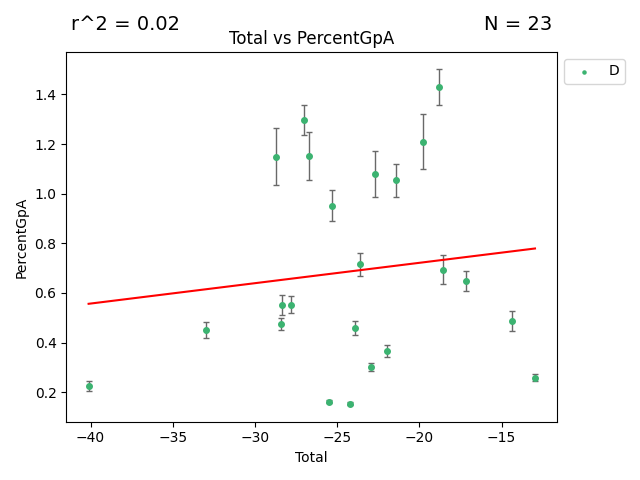 r^2 = 0.02
N = 23
Total vs PercentGpA
D
PercentGpA
1.4
1.2
1.0
0.8
0.6
0.4
0.2
−40
−35
−30
−25
−20
−15
Total